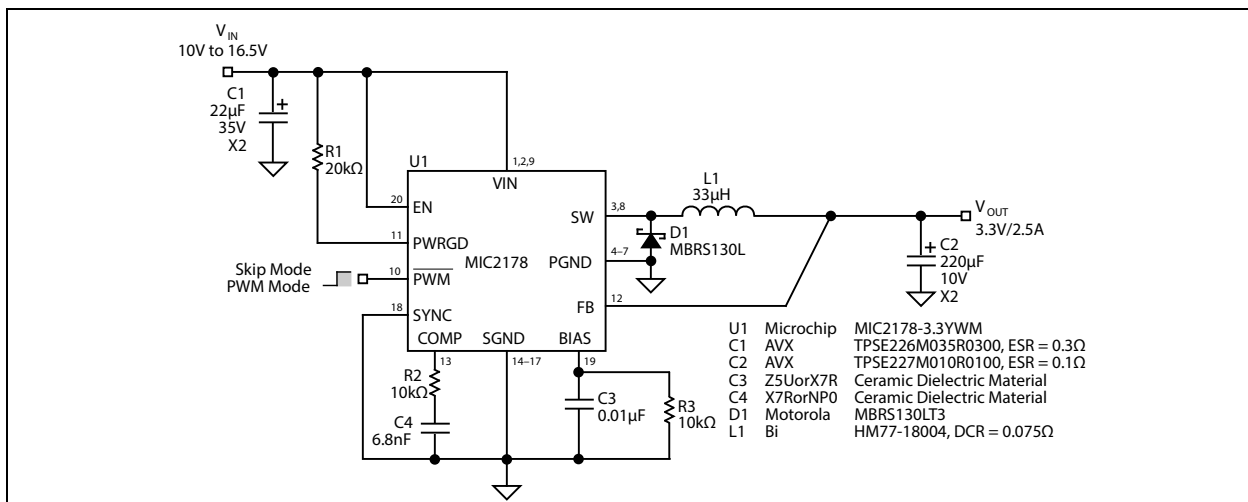 V_IN
10V to 16.5V
C1
22µF
35V
X2
+
R1
20kΩ
U1
1,2,9
VIN
20
EN
11
PWRGD
10
PWM
Skip Mode
PWM Mode
18
SYNC
MIC2178
SW
3,8
PGND
4–7
FB
12
COMP
SGND
BIAS
13
14–17
19
L1
33µH
D1
MBRS130L
V_OUT
3.3V/2.5A
+
C2
220µF
10V
X2
R2
10kΩ
C4
6.8nF
C3
0.01µF
R3
10kΩ
U1 Microchip MIC2178-3.3YWM
C1 AVX TPSE226M035R0300, ESR = 0.3Ω
C2 AVX TPSE227M010R0100, ESR = 0.1Ω
C3 Z5UorX7R Ceramic Dielectric Material
C4 X7RorNP0 Ceramic Dielectric Material
D1 Motorola MBRS130LT3
L1 Bi HM77-18004, DCR = 0.075Ω